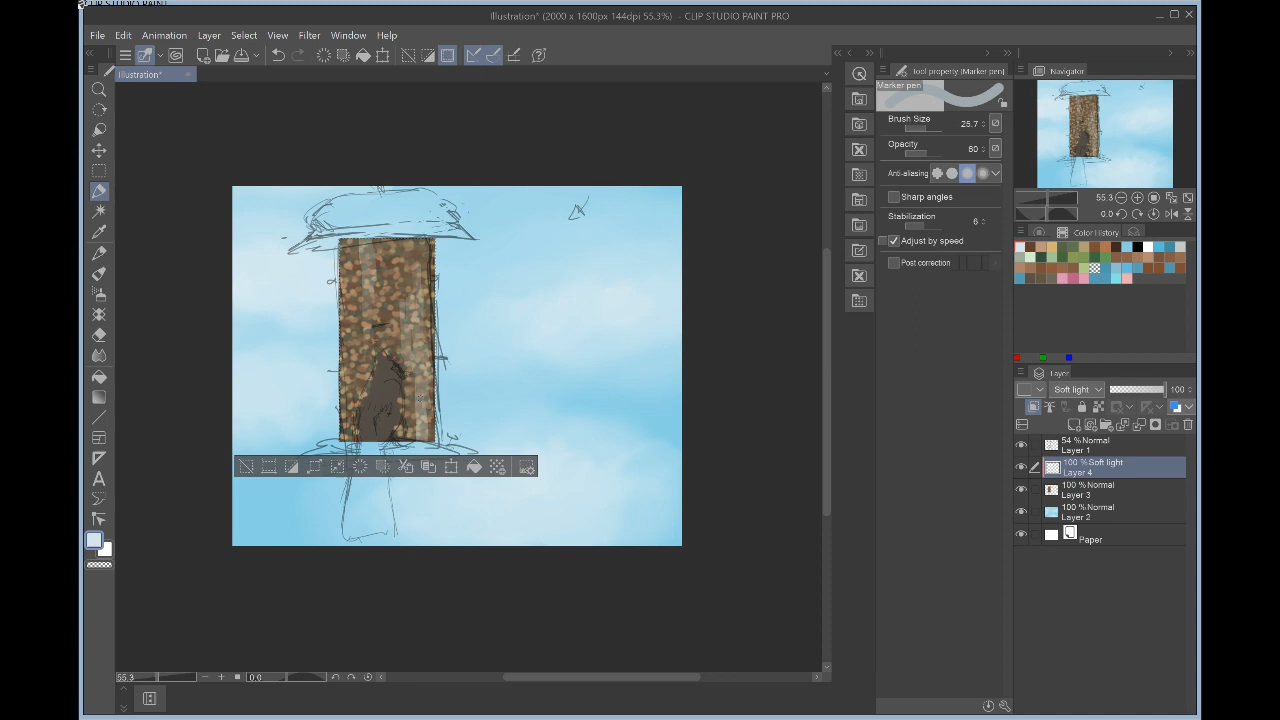 CLIP STUDIO PAINT
Illustration* (2000 x 1600px 144dpi 55.3%) - CLIP STUDIO PAINT PRO
File Edit Animation Layer Select View Filter Window Help
Illustration*
Tool property (Marker pen)
Navigator
Marker pen
Brush Size 25.7
Opacity 60
Anti-aliasing
Sharp angles
Stabilization 6
Adjust by speed
Post correction
55.3
0.0
Color History
Layer
Soft light 100
54 % Normal
Layer 1
100 % Soft light
Layer 4
100 % Normal
Layer 3
100 % Normal
Layer 2
Paper
55.3 0.0